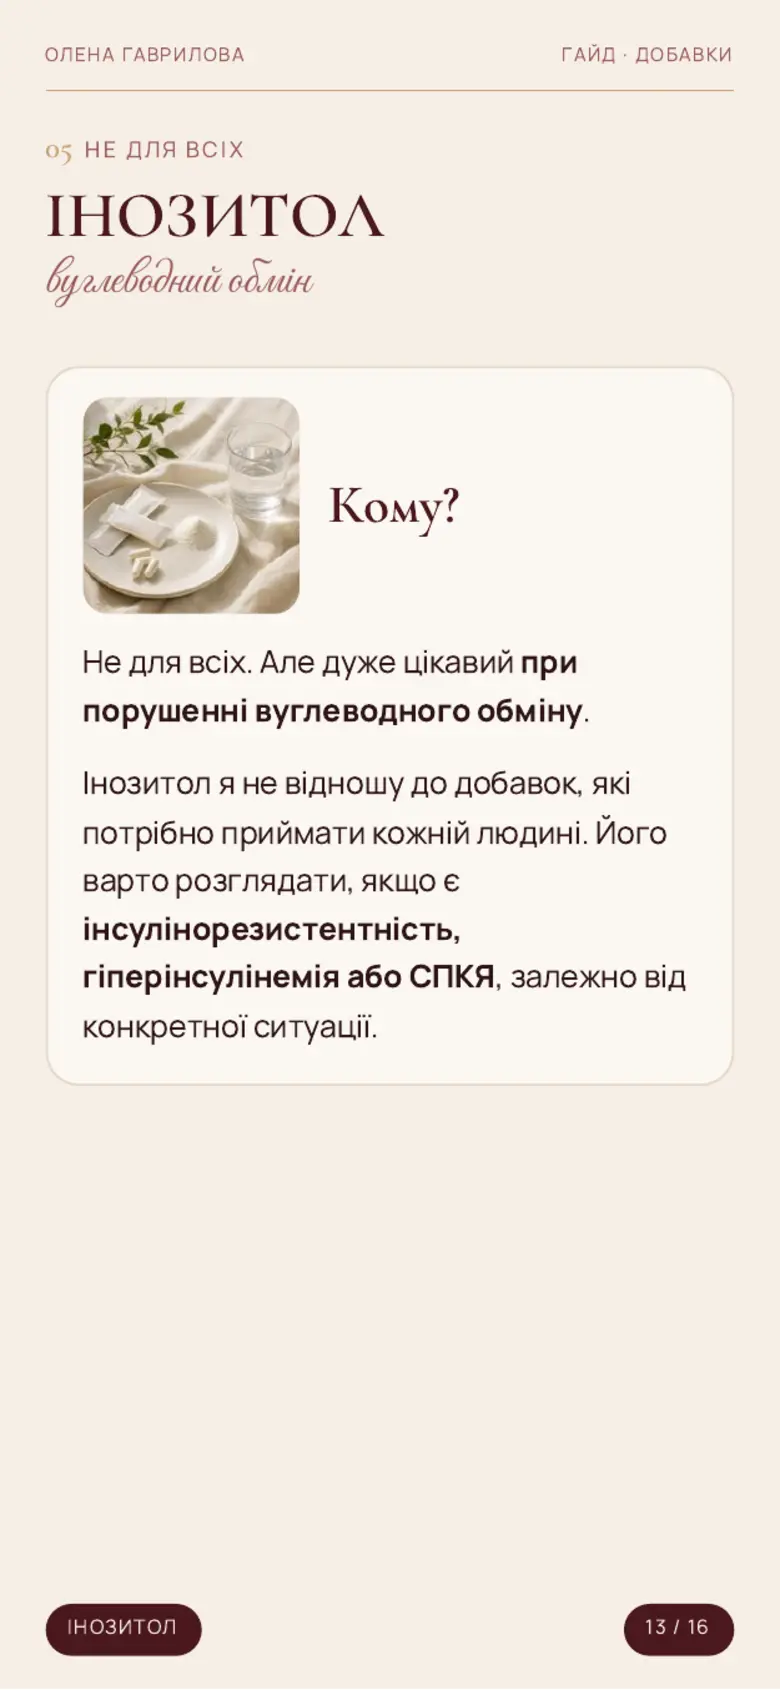 ОЛЕНА ГАВРИЛОВА
ГАЙД · ДОБАВКИ
05 НЕ ДЛЯ ВСІХ
ІНОЗИТОЛ
вуглеводний обмін
Кому?
Не для всіх. Але дуже цікавий при
порушенні вуглеводного обміну.
Інозитол я не відношу до добавок, які
потрібно приймати кожній людині. Його
варто розглядати, якщо є
інсулінорезистентність,
гіперінсулінемія або СПКЯ, залежно від
конкретної ситуації.
ІНОЗИТОЛ
13 / 16